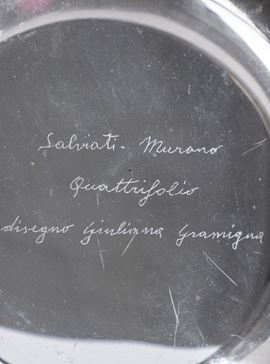 Salviati - Murano
Quattrifolio
disegno Giuliana Gramigna